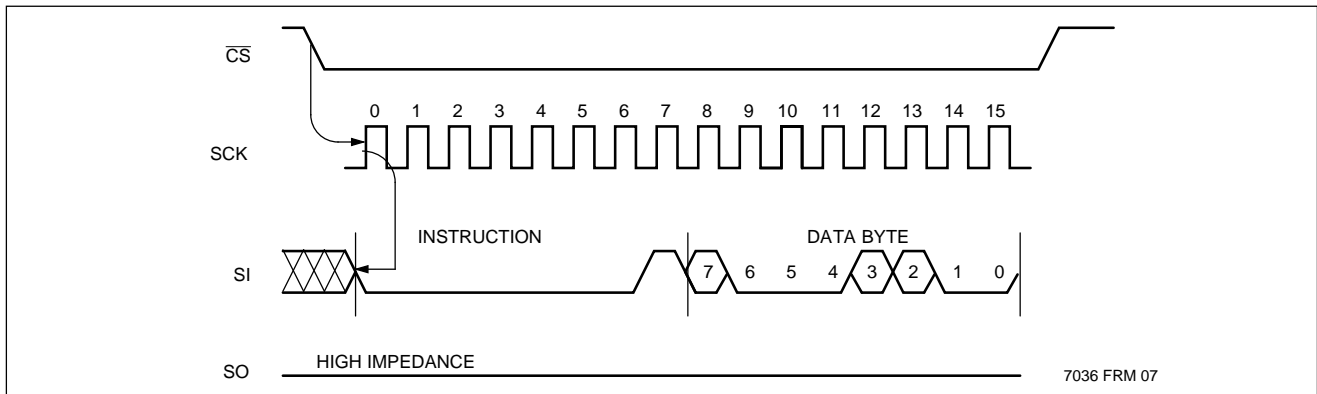 C̅S̅
0 1 2 3 4 5 6 7 8 9 10 11 12 13 14 15
SCK
INSTRUCTION DATA BYTE
SI 7 6 5 4 3 2 1 0
HIGH IMPEDANCE
SO
7036 FRM 07